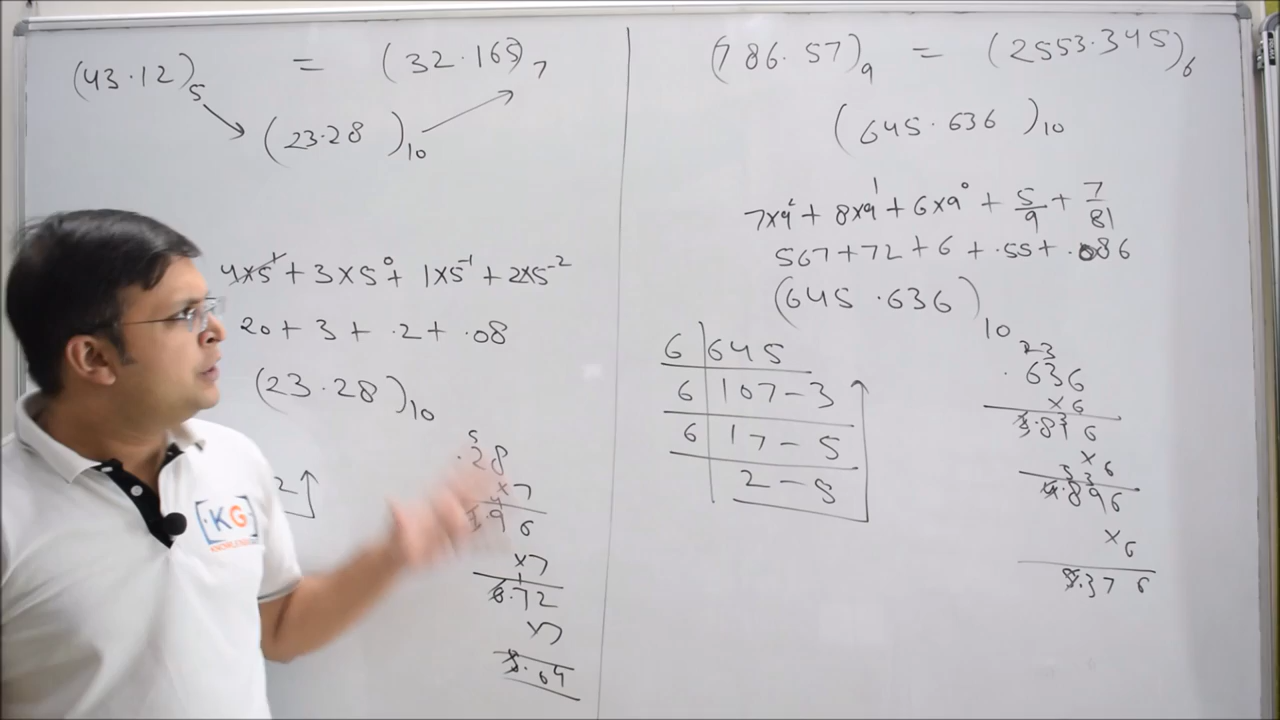 (43.12)₅ = (32.165)₇
(23.28)₁₀
4×5¹ + 3×5⁰ + 1×5⁻¹ + 2×5⁻²
20 + 3 + .2 + .08
(23.28)₁₀
5
.28
×7
1.96
×7
6.72
×7
5.04
2
KG
(786.57)₉ = (2553.345)₆
(645.636)₁₀
7×9² + 8×9¹ + 6×9⁰ + 5/9 + 7/81
567 + 72 + 6 + .55 + .086
(645.636)₁₀
6 | 645
6 | 107 - 3
6 | 17 - 5
2 - 5
23
.636
×6
3.816
×6
4.896
×6
5.376